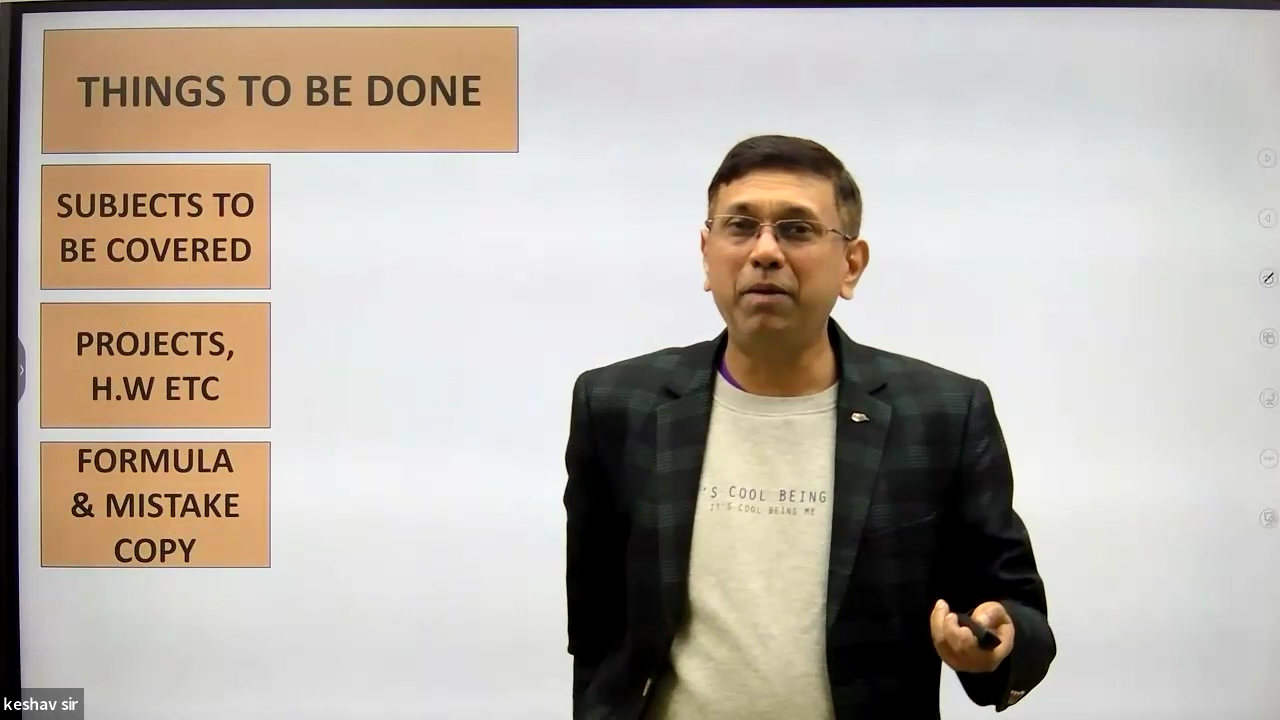 THINGS TO BE DONE
SUBJECTS TO
BE COVERED
PROJECTS,
H.W ETC
FORMULA
& MISTAKE
COPY
'S COOL BEING
IT'S COOL BEING ME
keshav sir